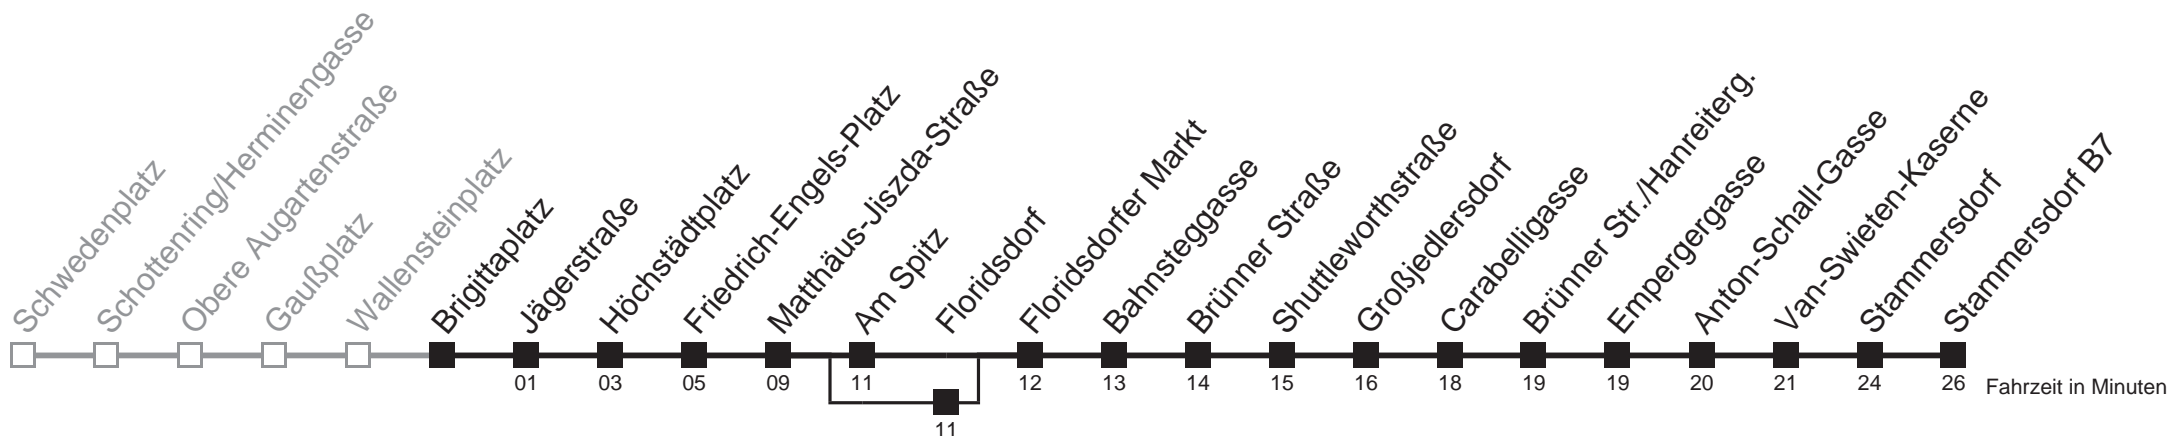 Schwedenplatz
Schottenring/Herminengasse
Obere Augartenstraße
Gaußplatz
Wallensteinplatz
Brigittaplatz
Jägerstraße
Höchstädtplatz
Friedrich-Engels-Platz
Matthäus-Jiszda-Straße
Am Spitz
Floridsdorf
Floridsdorfer Markt
Bahnsteggasse
Brünner Straße
Shuttleworthstraße
Großjedlersdorf
Carabelligasse
Brünner Str./Hanreiterg.
Empergergasse
Anton-Schall-Gasse
Van-Swieten-Kaserne
Stammersdorf
Stammersdorf B7
01 03 05 09 11 12 13 14 15 16 18 19 19 20 21 24 26 Fahrzeit in Minuten
11